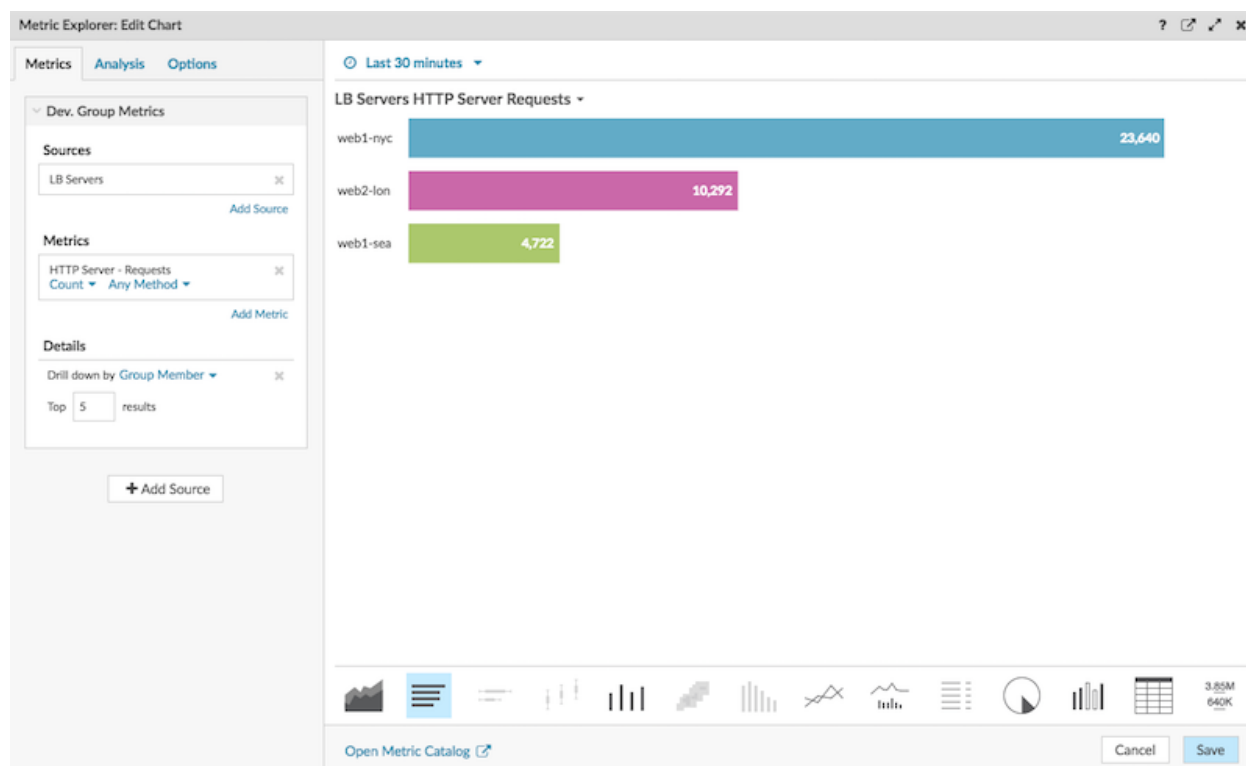 Metric Explorer: Edit Chart
?
Metrics Analysis Options
Last 30 minutes
Dev. Group Metrics
Sources
LB Servers
Add Source
Metrics
HTTP Server - Requests
Count Any Method
Add Metric
Details
Drill down by Group Member
Top 5 results
+ Add Source
LB Servers HTTP Server Requests
web1-nyc 23,640
web2-lon 10,292
web1-sea 4,722
3.85M
640K
Open Metric Catalog
Cancel Save